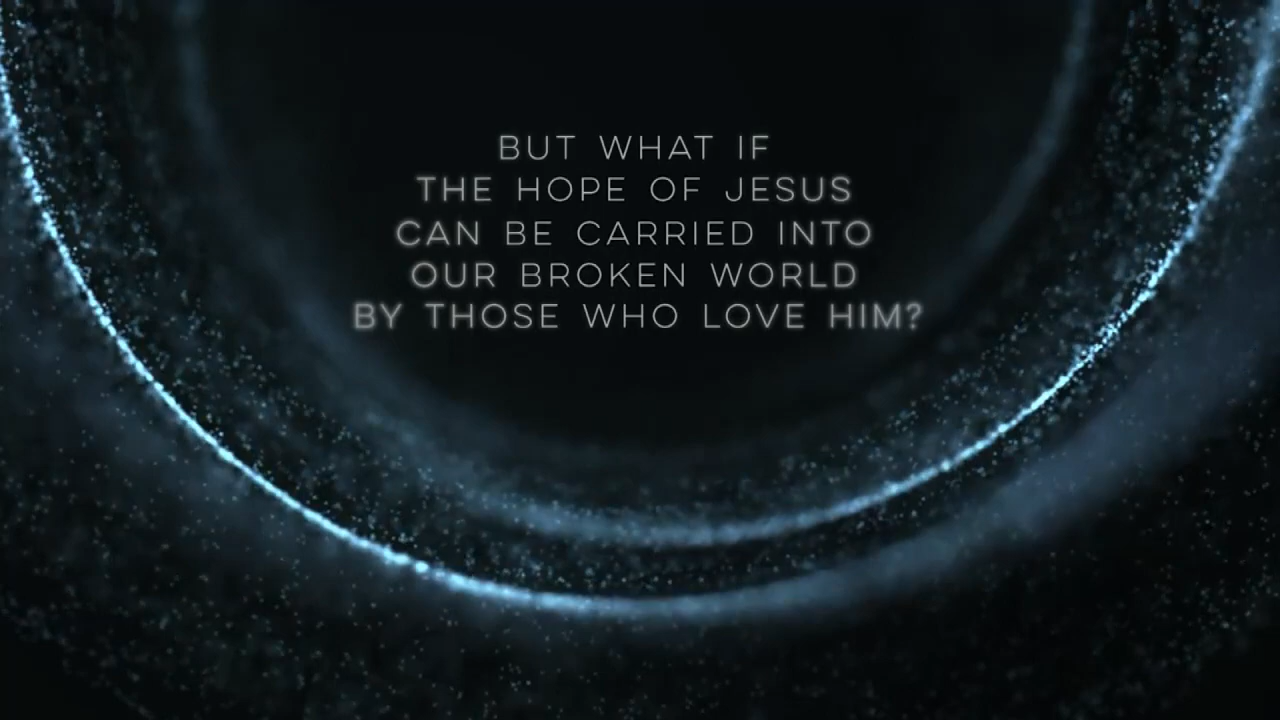 BUT WHAT IF
THE HOPE OF JESUS
CAN BE CARRIED INTO
OUR BROKEN WORLD
BY THOSE WHO LOVE HIM?